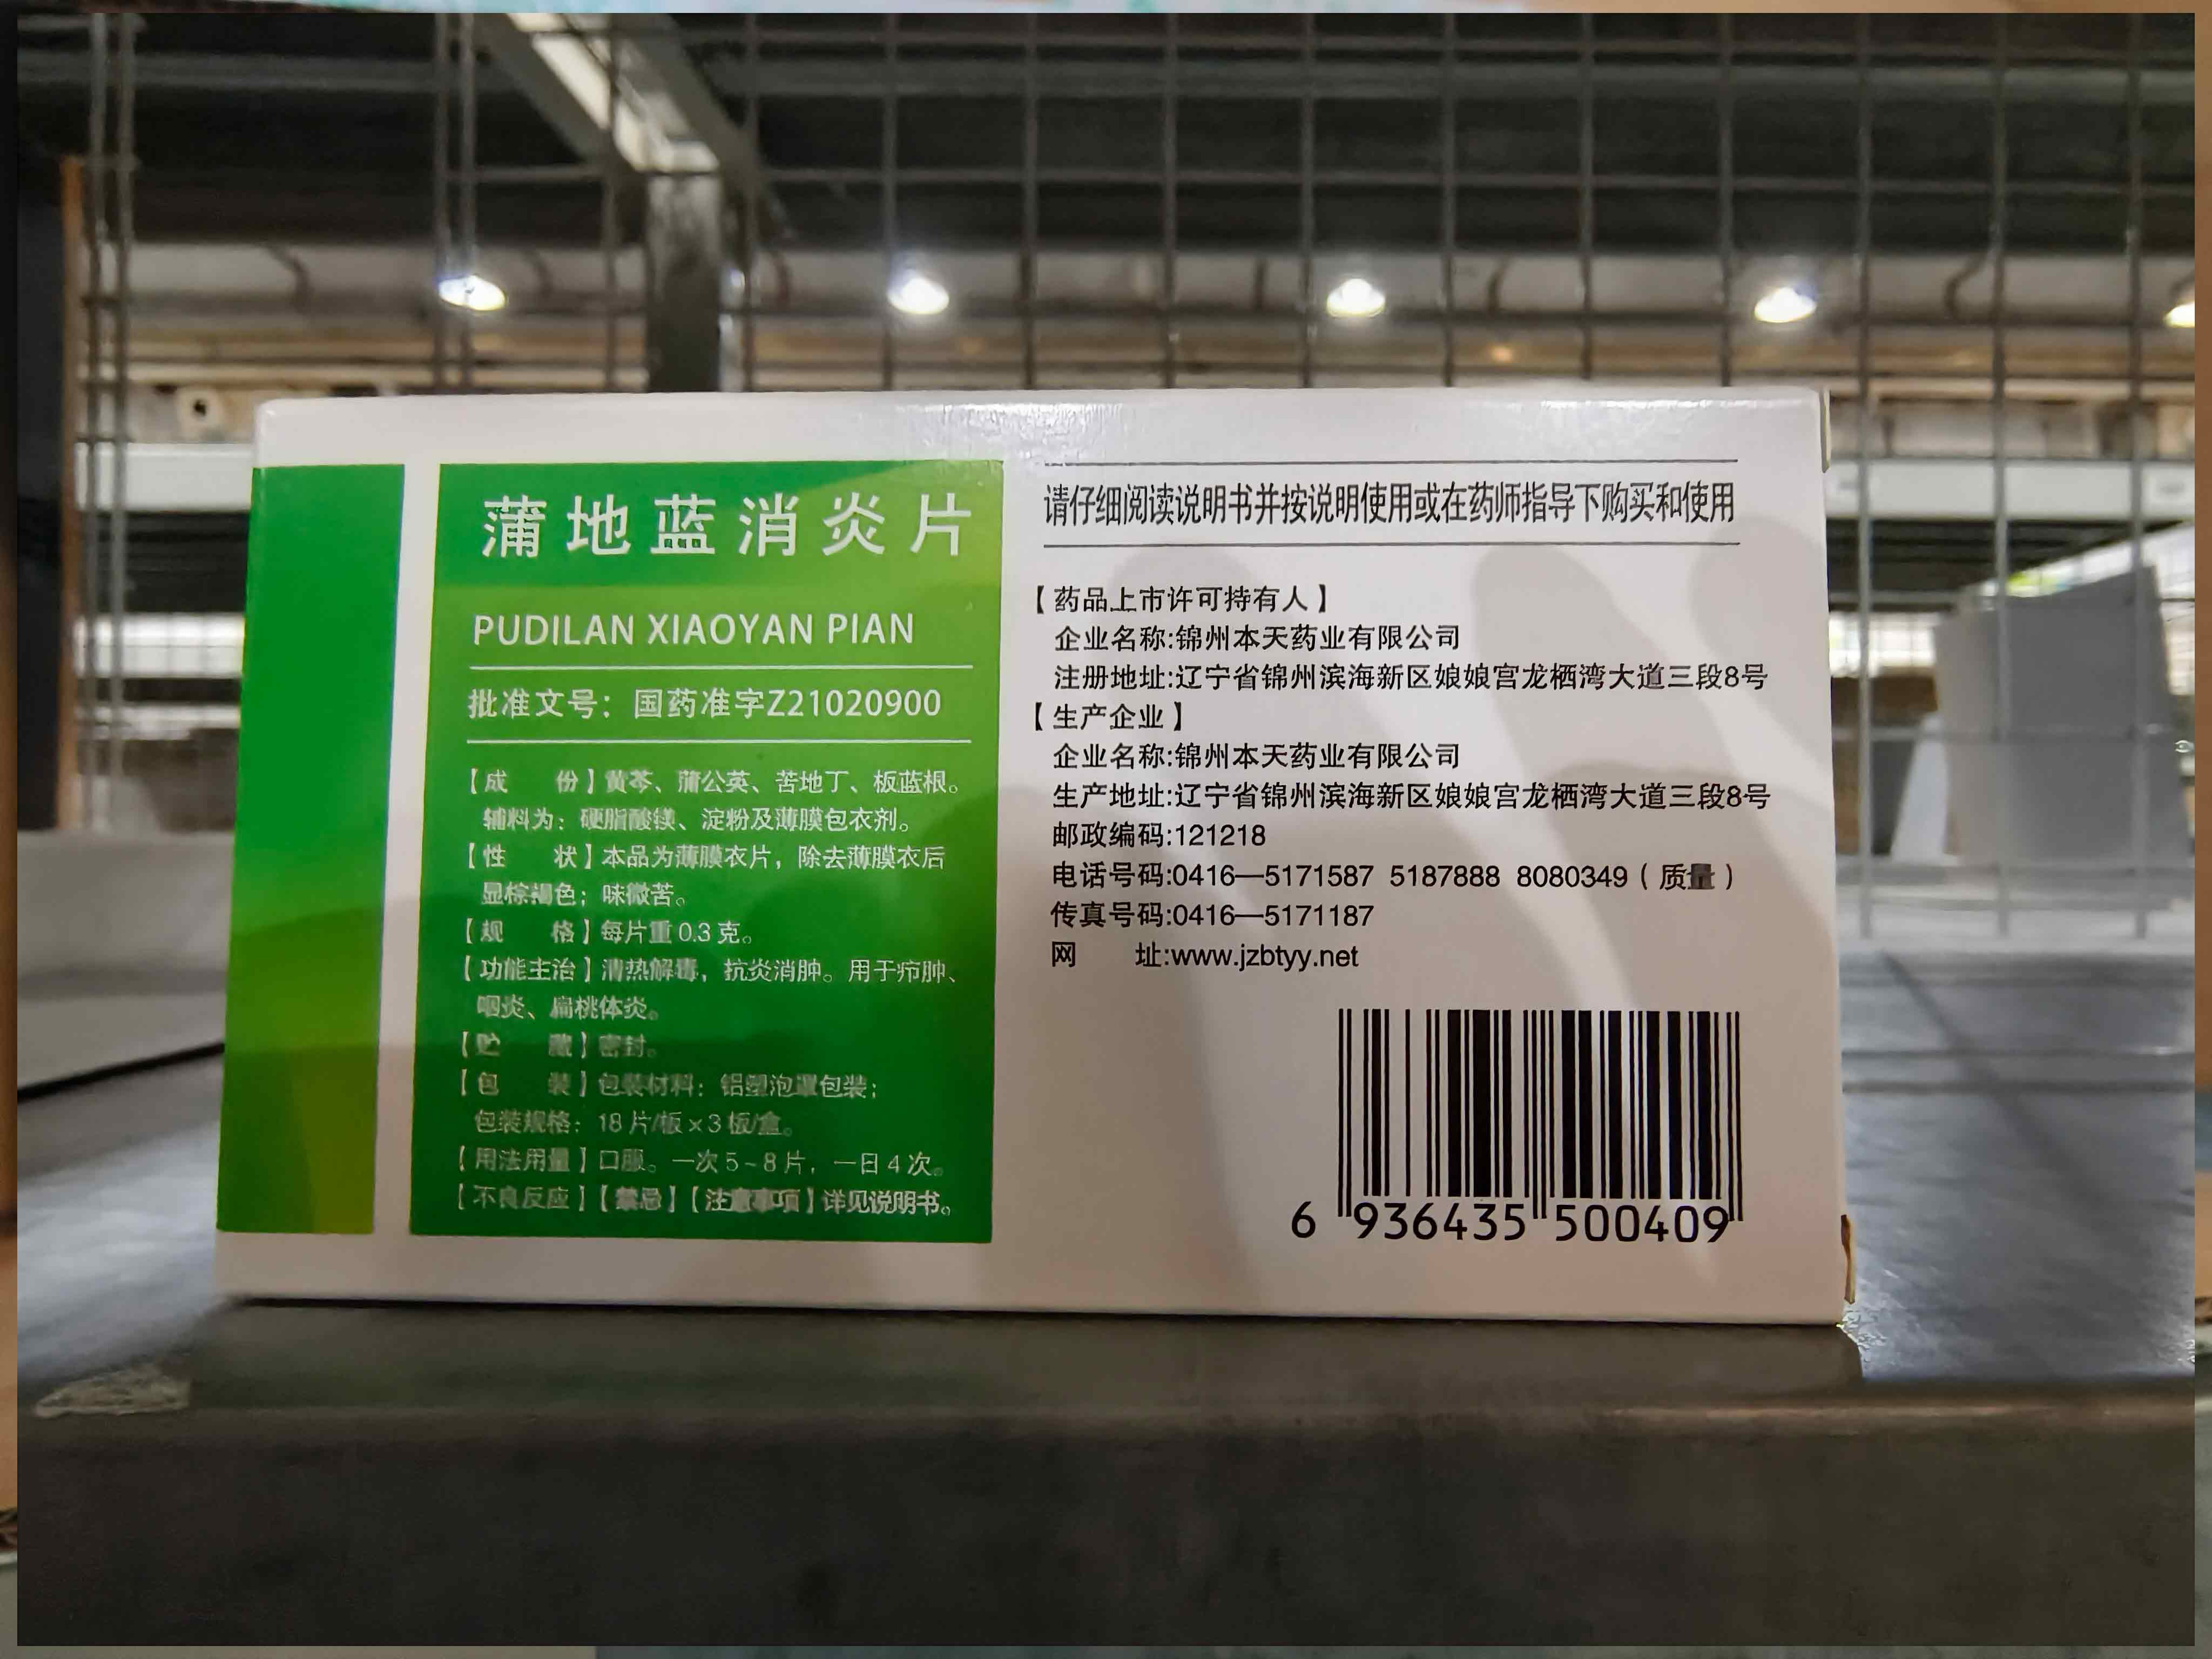 蒲地蓝消炎片
PUDILAN XIAOYAN PIAN
批准文号：国药准字Z21020900
【成　　份】黄芩、蒲公英、苦地丁、板蓝根。
辅料为：硬脂酸镁、淀粉及薄膜包衣剂。
【性　　状】本品为薄膜衣片，除去薄膜衣后
显棕褐色；味微苦。
【规　　格】每片重0.3克。
【功能主治】清热解毒，抗炎消肿。用于疖肿、
咽炎、扁桃体炎。
【贮　　藏】密封。
【包　　装】包装材料：铝塑泡罩包装；
包装规格：18片/板×3板/盒。
【用法用量】口服。一次5~8片，一日4次。
【不良反应】【禁忌】【注意事项】详见说明书。
请仔细阅读说明书并按说明使用或在药师指导下购买和使用
【药品上市许可持有人】
企业名称:锦州本天药业有限公司
注册地址:辽宁省锦州滨海新区娘娘宫龙栖湾大道三段8号
【生产企业】
企业名称:锦州本天药业有限公司
生产地址:辽宁省锦州滨海新区娘娘宫龙栖湾大道三段8号
邮政编码:121218
电话号码:0416—5171587 5187888 8080349（质量）
传真号码:0416—5171187
网　　址:www.jzbtyy.net
6 936435 500409